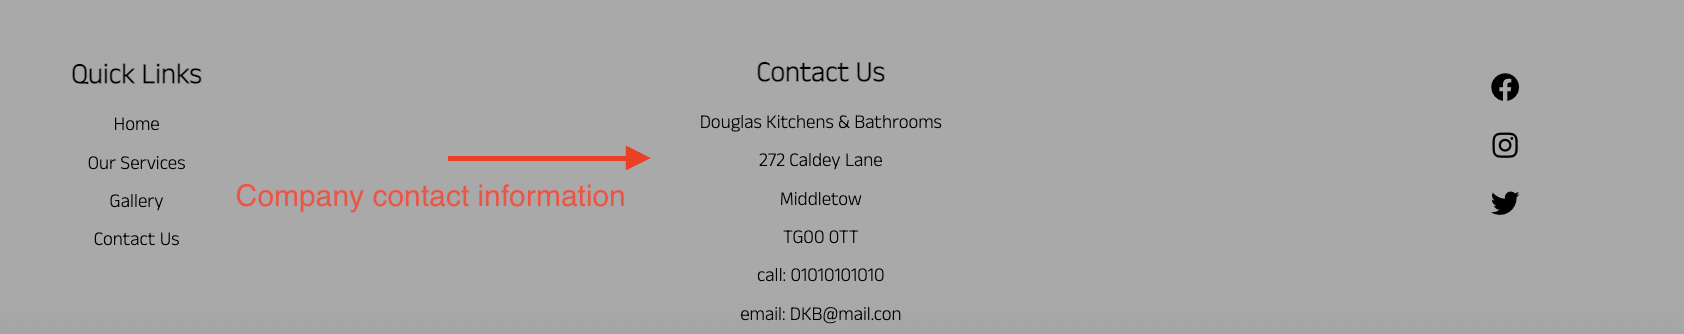 Quick Links
Home
Our Services
Gallery
Contact Us
Company contact information
Contact Us
Douglas Kitchens & Bathrooms
272 Caldey Lane
Middletow
TG00 0TT
call: 01010101010
email: DKB@mail.con